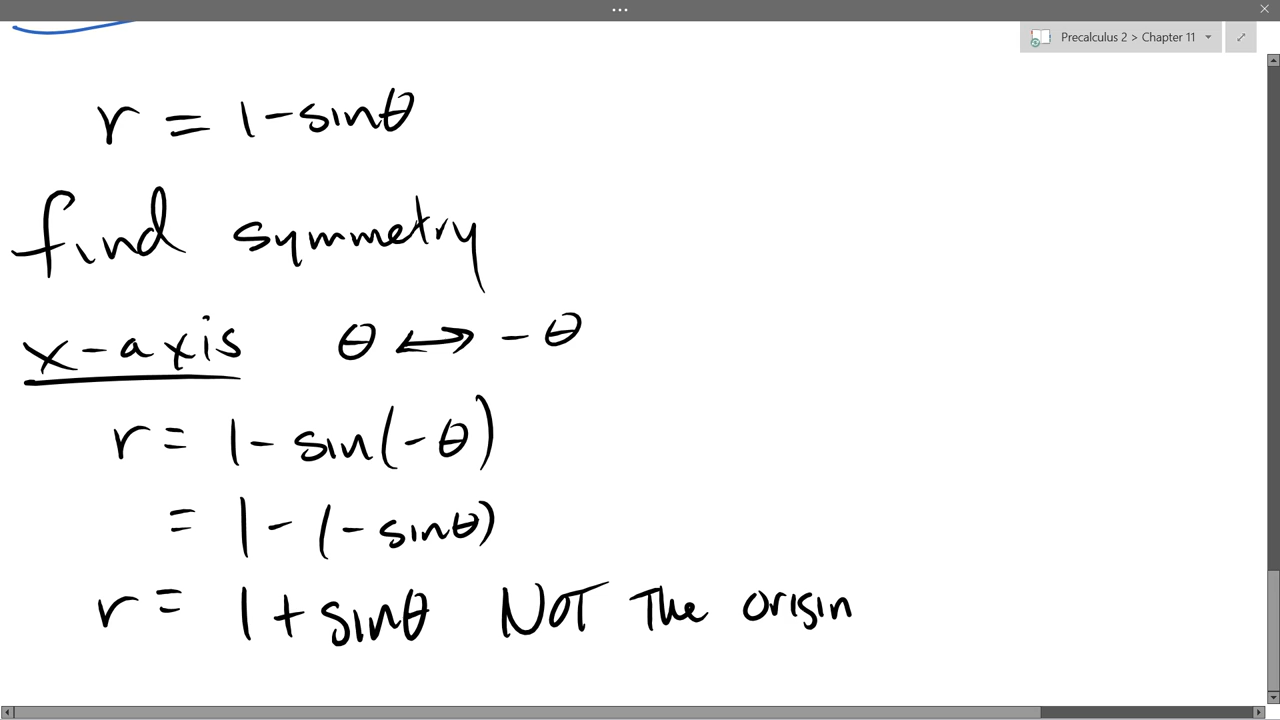 Precalculus 2 > Chapter 11
r = 1 - sinθ
find symmetry
x-axis θ ↔ -θ
r = 1 - sin(-θ)
= 1 - (-sinθ)
r = 1 + sinθ NOT The origin